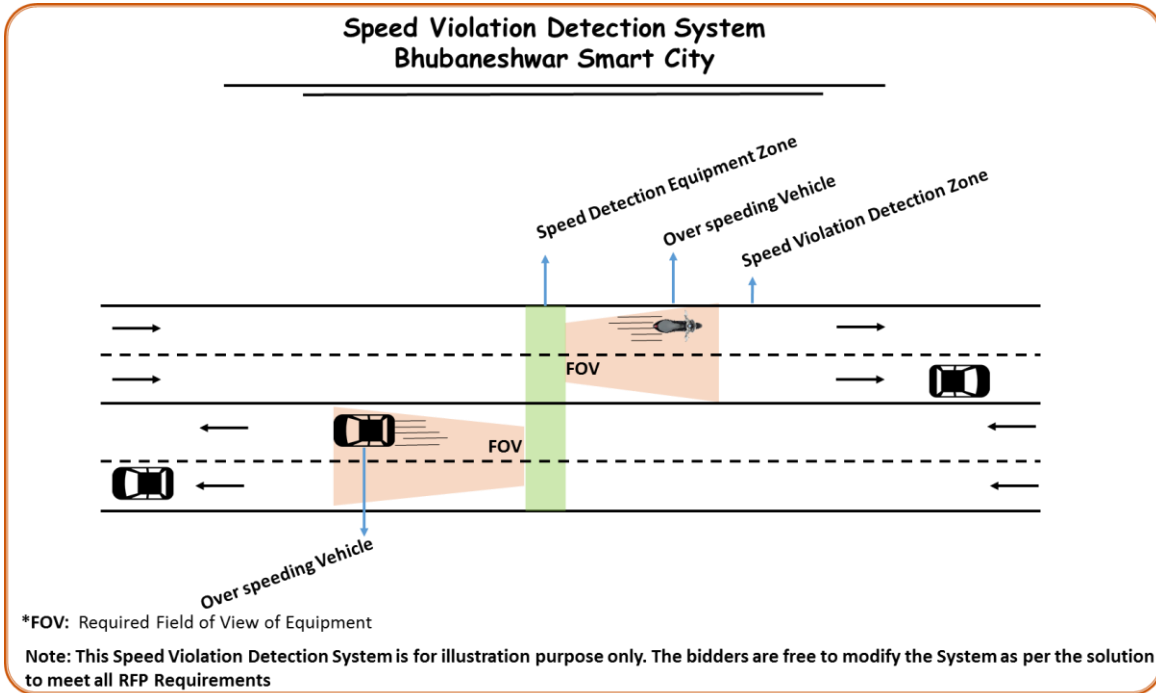 Speed Violation Detection System
Bhubaneshwar Smart City
Speed Detection Equipment Zone
Over speeding Vehicle
Speed Violation Detection Zone
FOV
FOV
Over speeding Vehicle
*FOV: Required Field of View of Equipment
Note: This Speed Violation Detection System is for illustration purpose only. The bidders are free to modify the System as per the solution
to meet all RFP Requirements